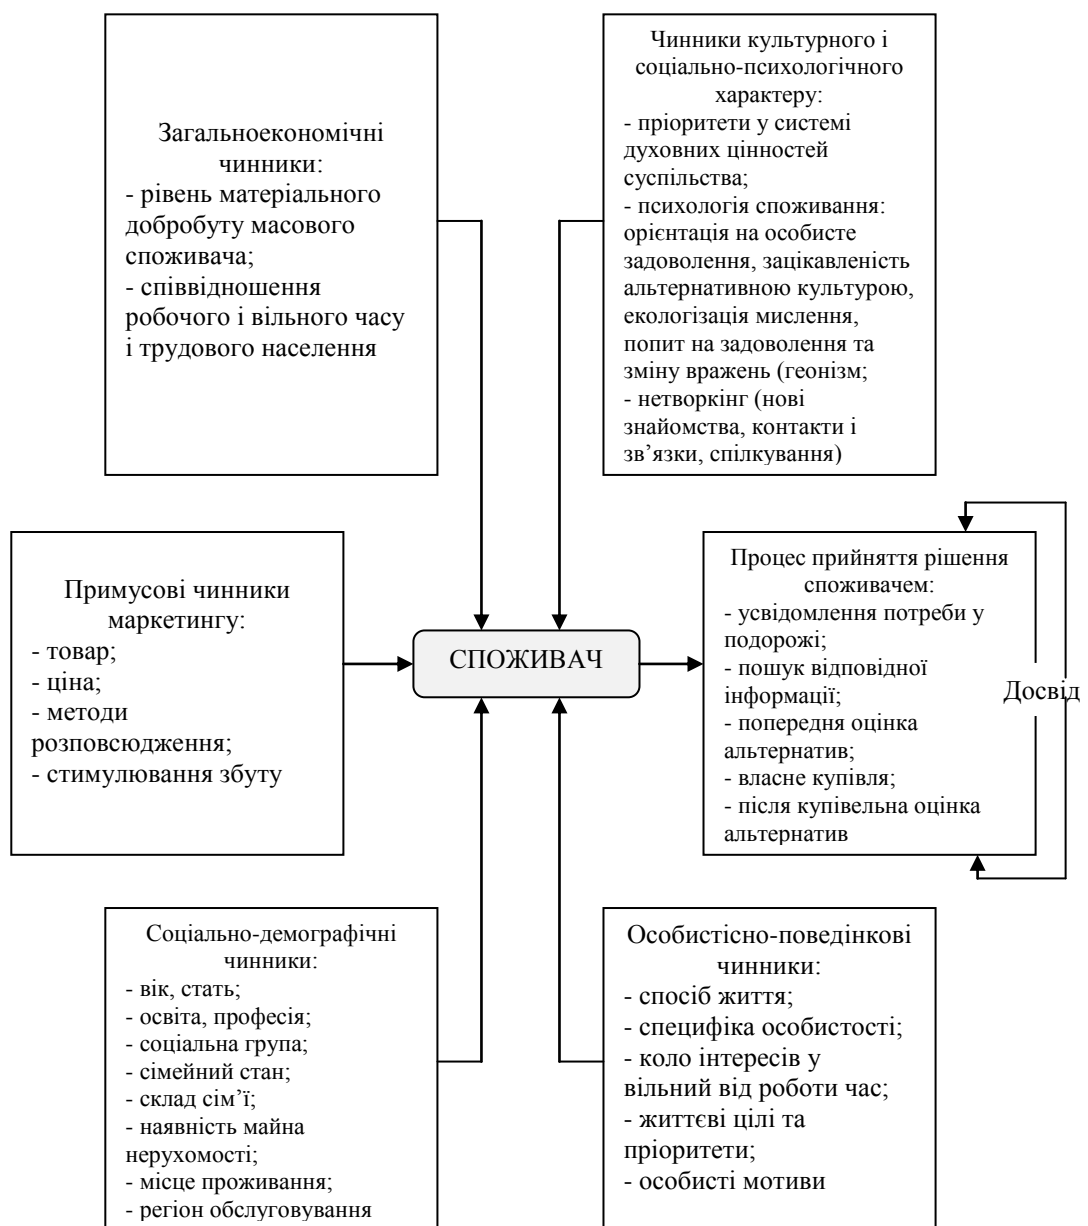 Загальноекономічні
чинники:
- рівень матеріального
добробуту масового
споживача;
- співвідношення
робочого і вільного часу
і трудового населення
Чинники культурного і
соціально-психологічного
характеру:
- пріоритети у системі
духовних цінностей
суспільства;
- психологія споживання:
орієнтація на особисте
задоволення, зацікавленість
альтернативною культурою,
екологізація мислення,
попит на задоволення та
зміну вражень (геонізм;
- нетворкінг (нові
знайомства, контакти і
зв’язки, спілкування)
Примусові чинники
маркетингу:
- товар;
- ціна;
- методи
розповсюдження;
- стимулювання збуту
СПОЖИВАЧ
Процес прийняття рішення
споживачем:
- усвідомлення потреби у
подорожі;
- пошук відповідної
інформації;
- попередня оцінка
альтернатив;
- власне купівля;
- після купівельна оцінка
альтернатив
Досвід
Соціально-демографічні
чинники:
- вік, стать;
- освіта, професія;
- соціальна група;
- сімейний стан;
- склад сім’ї;
- наявність майна
нерухомості;
- місце проживання;
- регіон обслуговування
Особистісно-поведінкові
чинники:
- спосіб життя;
- специфіка особистості;
- коло інтересів у
вільний від роботи час;
- життєві цілі та
пріоритети;
- особисті мотиви